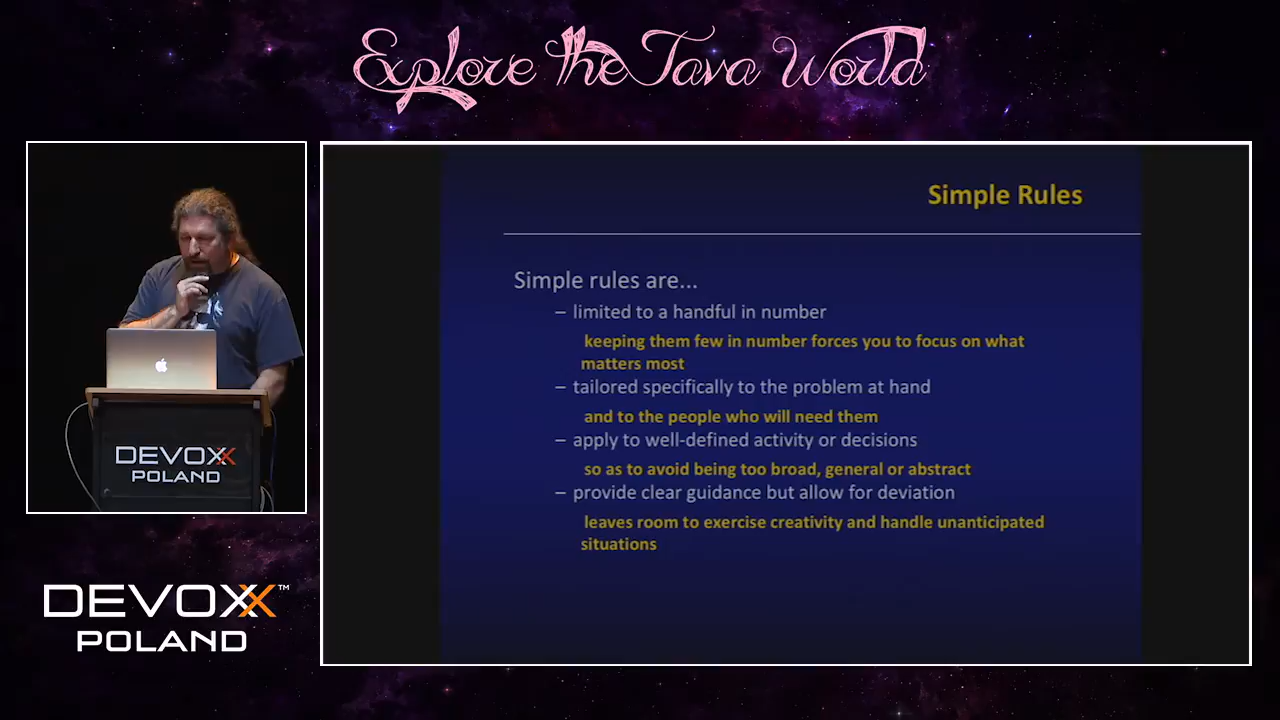 Explore the Java World
Simple Rules
Simple rules are...
– limited to a handful in number
keeping them few in number forces you to focus on what
matters most
– tailored specifically to the problem at hand
and to the people who will need them
– apply to well-defined activity or decisions
so as to avoid being too broad, general or abstract
– provide clear guidance but allow for deviation
leaves room to exercise creativity and handle unanticipated
situations
DEVOXX
POLAND
DEVOXX™
POLAND